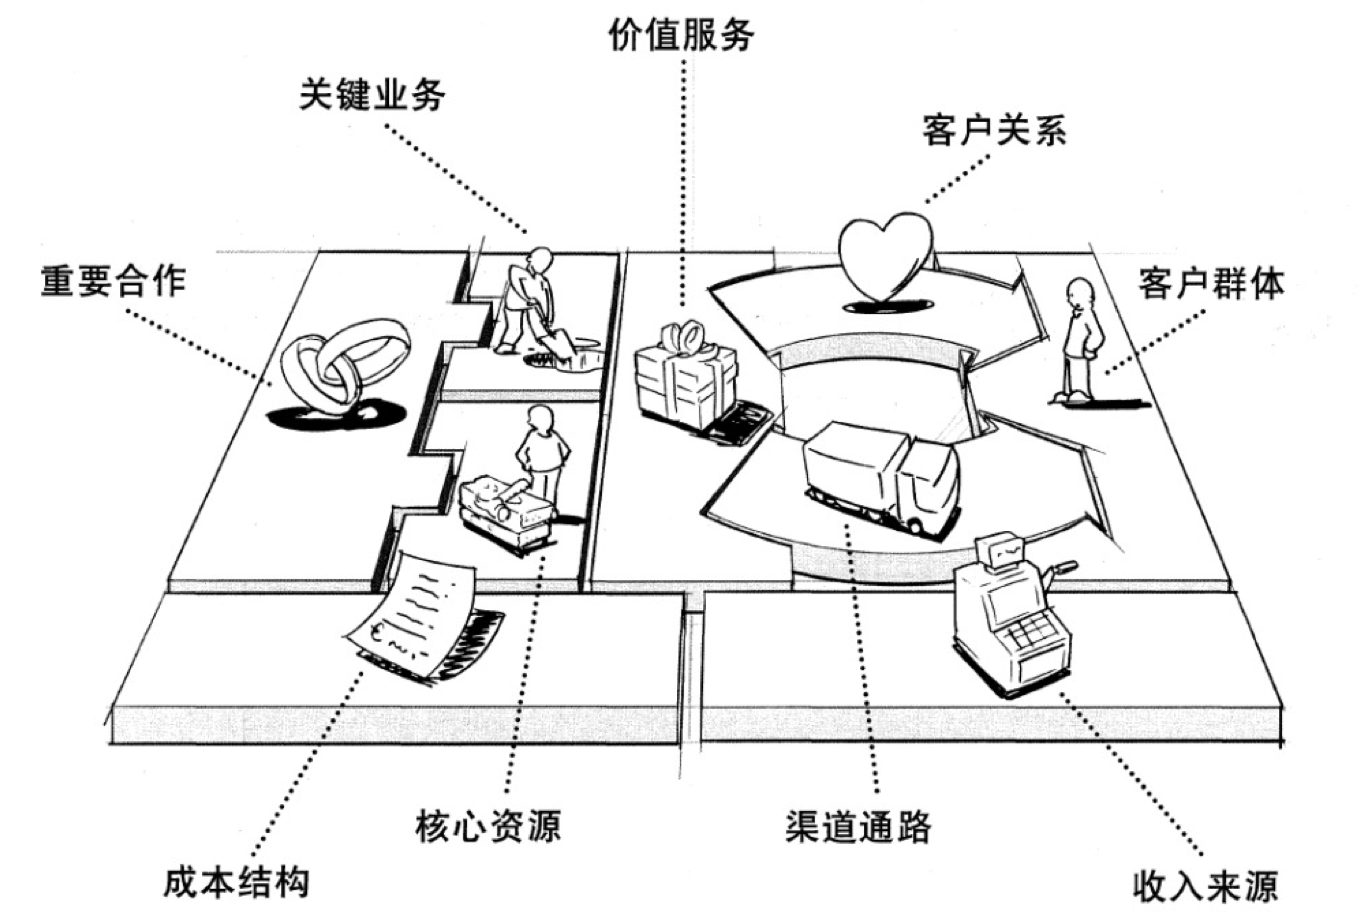 价值服务
关键业务
客户关系
重要合作
客户群体
核心资源
渠道通路
成本结构
收入来源